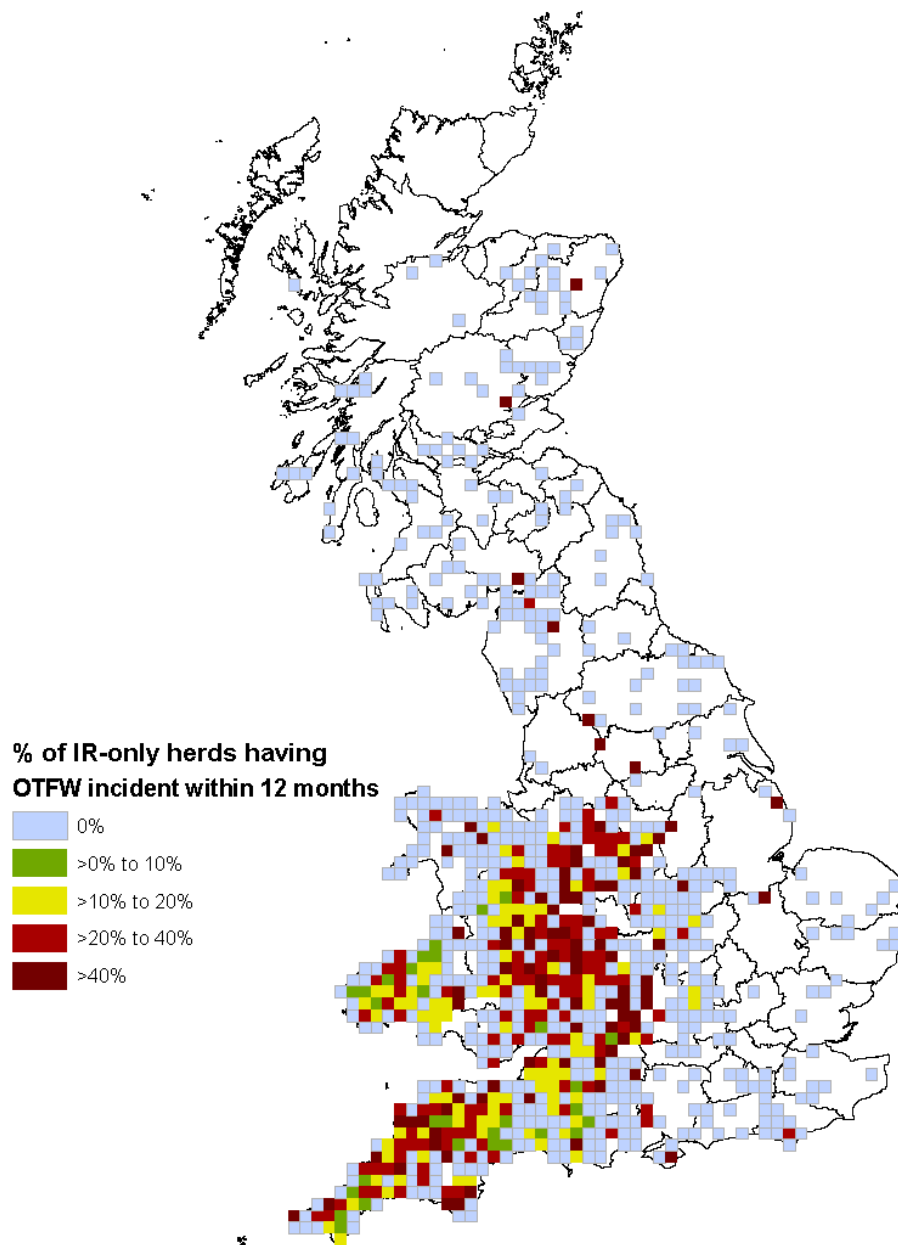 % of IR-only herds having
OTFW incident within 12 months
0%
>0% to 10%
>10% to 20%
>20% to 40%
>40%